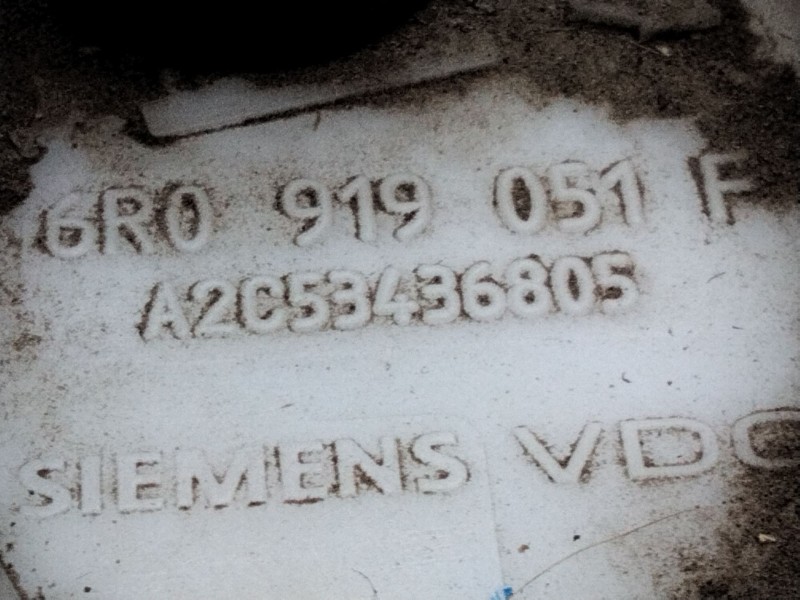 6R0 919 051 F
A2C53436805
SIEMENS VDO